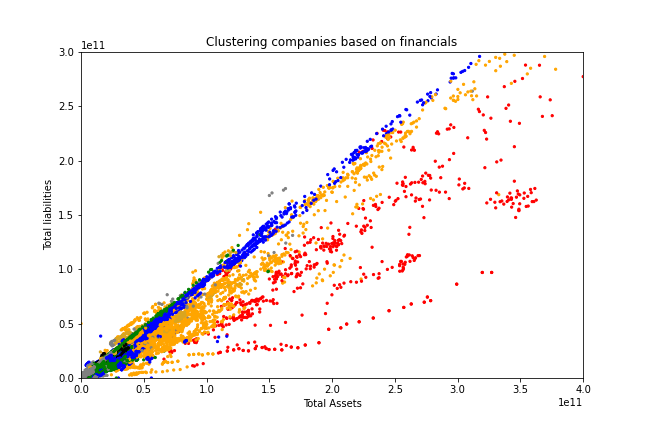 Clustering companies based on financials
1e11
3.0
2.5
2.0
1.5
1.0
0.5
0.0
Total liabilities
0.0 0.5 1.0 1.5 2.0 2.5 3.0 3.5 4.0
Total Assets
1e11